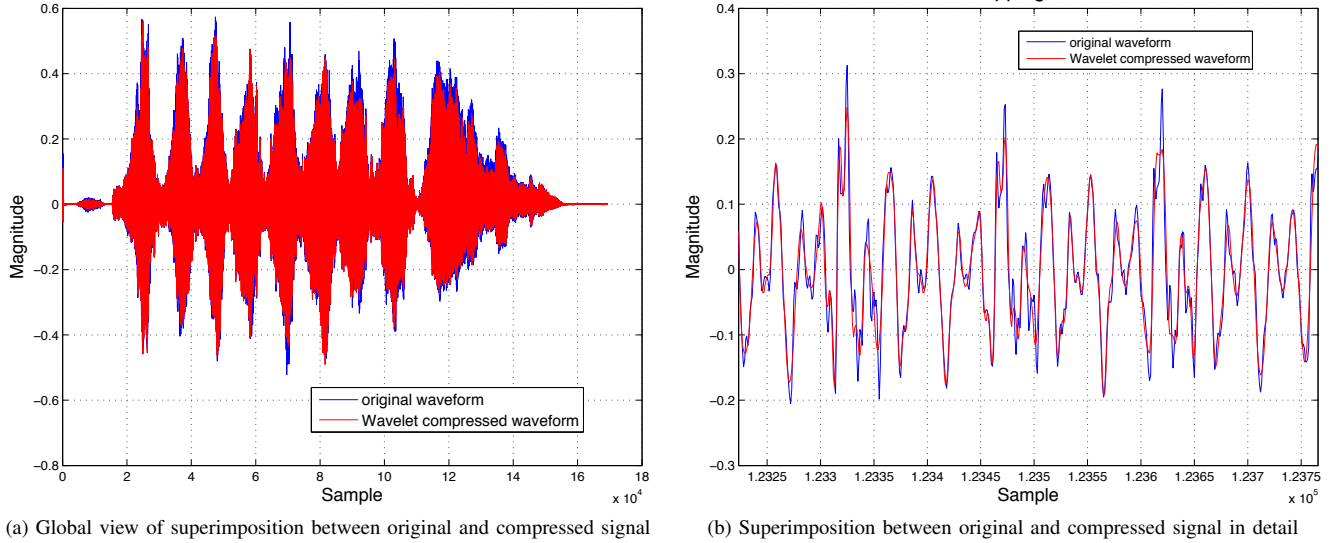 0.6
0.4
0.2
0
−0.2
−0.4
−0.6
−0.8
Magnitude
original waveform
Wavelet compressed waveform
0 2 4 6 8 10 12 14 16 18
Sample
x 10^4
(a) Global view of superimposition between original and compressed signal
0.4
0.3
0.2
0.1
0
−0.1
−0.2
−0.3
Magnitude
original waveform
Wavelet compressed waveform
1.2325 1.233 1.2335 1.234 1.2345 1.235 1.2355 1.236 1.2365 1.237 1.2375
Sample
x 10^5
(b) Superimposition between original and compressed signal in detail